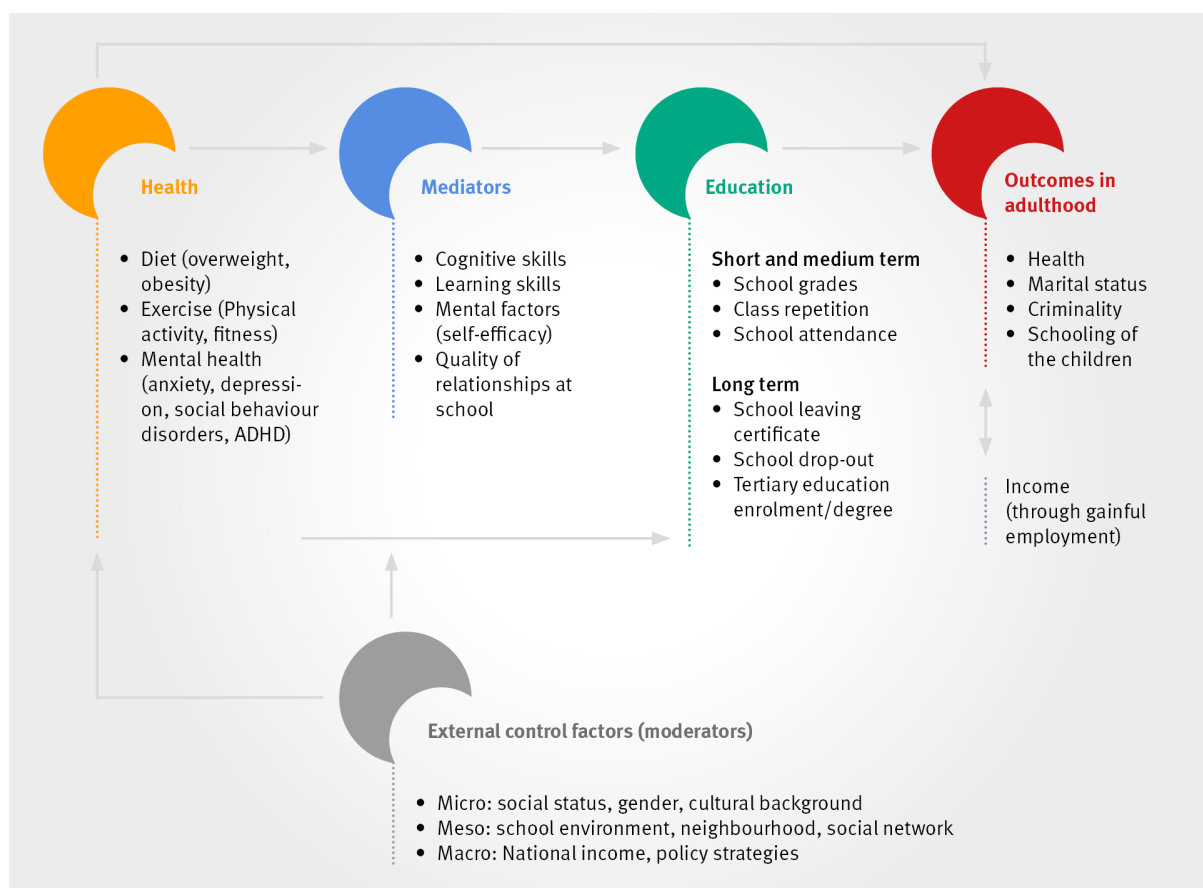 Health
• Diet (overweight,
obesity)
• Exercise (Physical
activity, fitness)
• Mental health
(anxiety, depressi-
on, social behaviour
disorders, ADHD)
Mediators
• Cognitive skills
• Learning skills
• Mental factors
(self-efficacy)
• Quality of
relationships at
school
Education
Short and medium term
• School grades
• Class repetition
• School attendance
Long term
• School leaving
certificate
• School drop-out
• Tertiary education
enrolment/degree
Outcomes in
adulthood
• Health
• Marital status
• Criminality
• Schooling of
the children
Income
(through gainful
employment)
External control factors (moderators)
• Micro: social status, gender, cultural background
• Meso: school environment, neighbourhood, social network
• Macro: National income, policy strategies